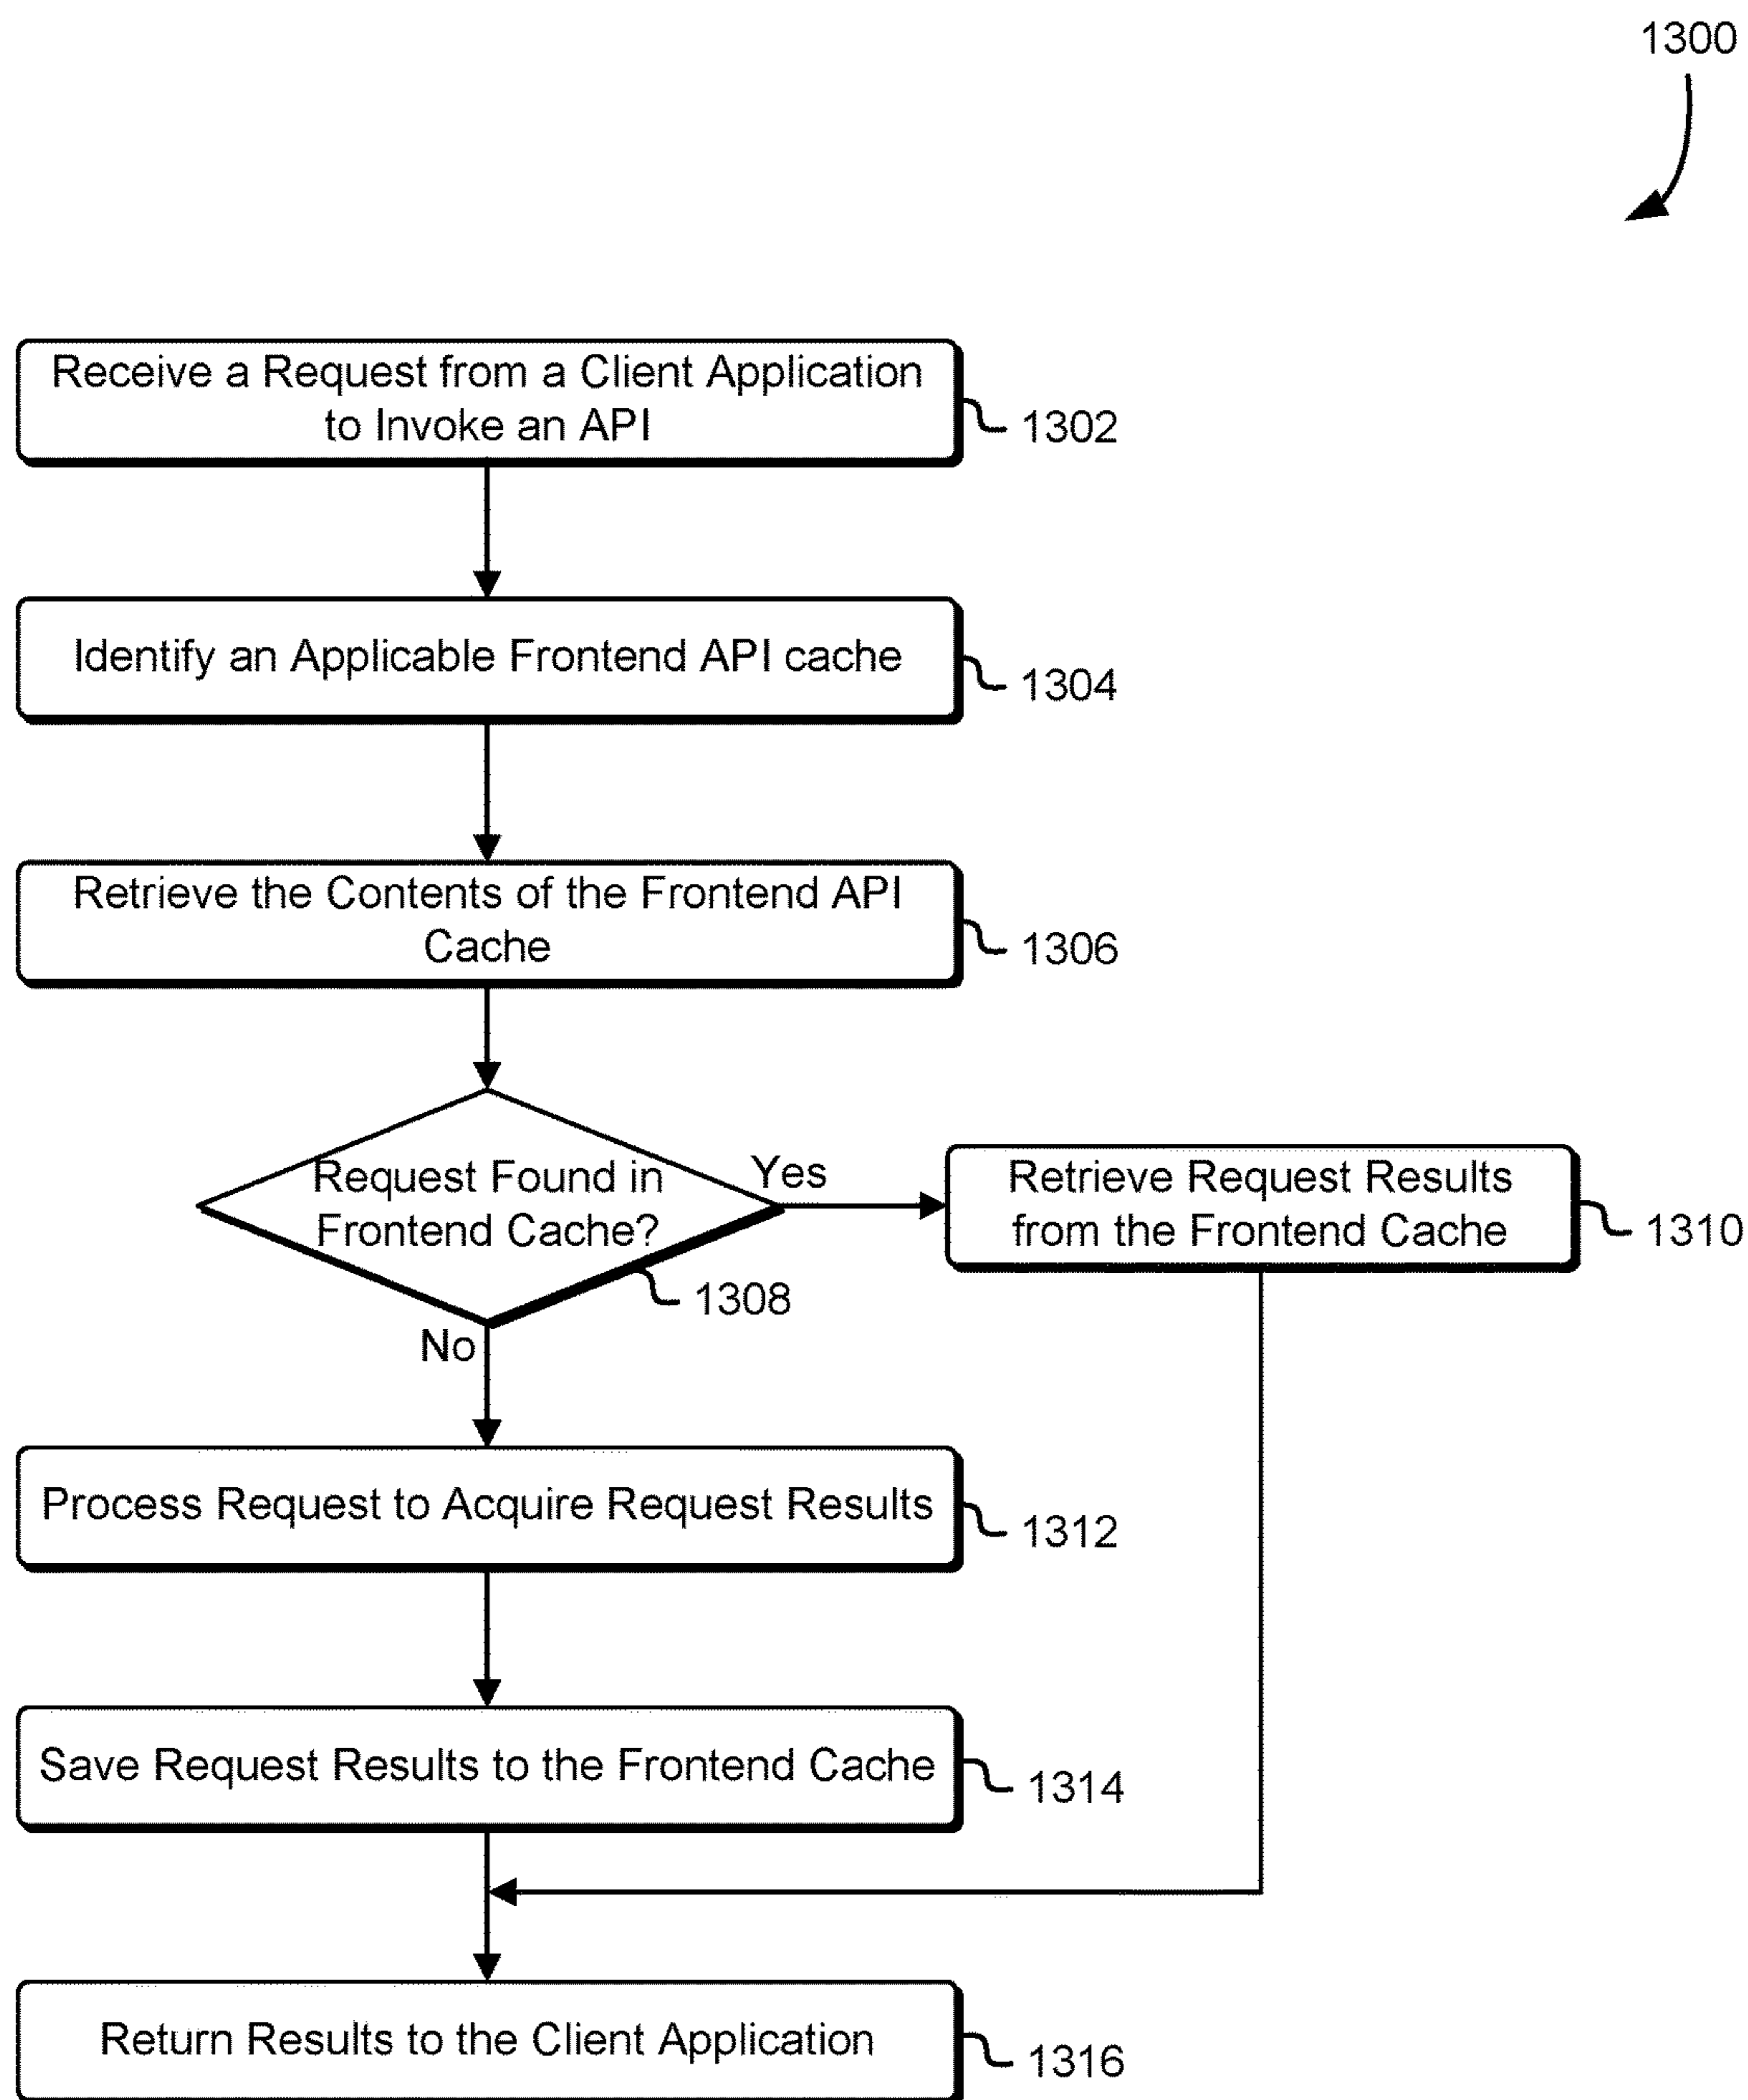 1300
Receive a Request from a Client Application
to Invoke an API
1302
Identify an Applicable Frontend API cache
1304
Retrieve the Contents of the Frontend API
Cache
1306
Request Found in
Frontend Cache?
1308
Yes
Retrieve Request Results
from the Frontend Cache
1310
No
Process Request to Acquire Request Results
1312
Save Request Results to the Frontend Cache
1314
Return Results to the Client Application
1316